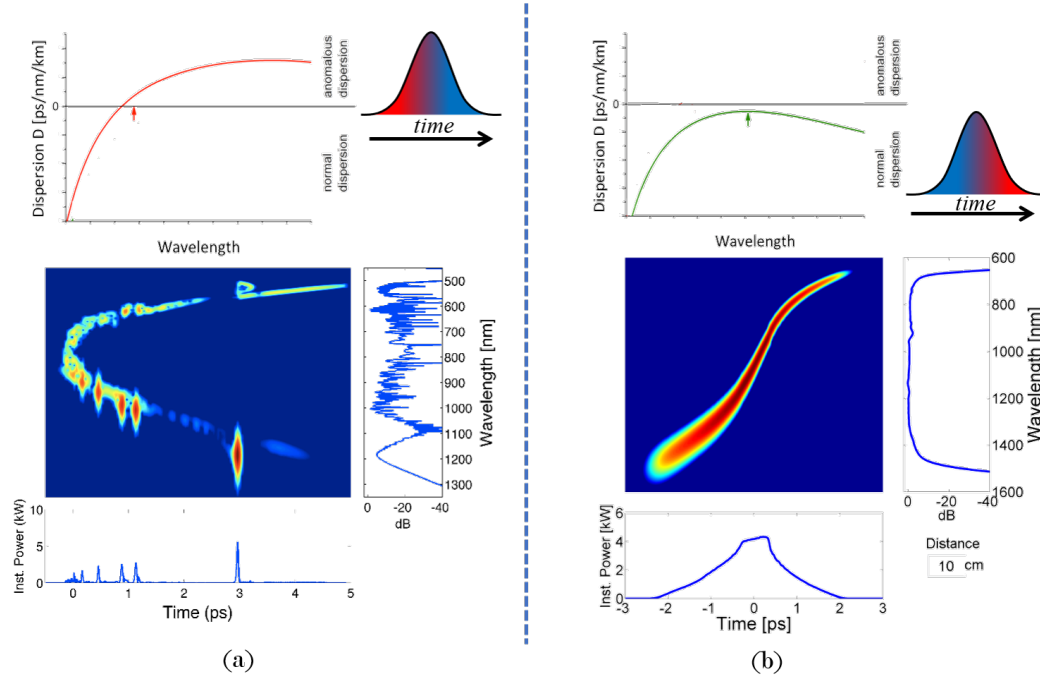 Dispersion D [ps/nm/km]
0
anomalous
dispersion
normal
dispersion
Wavelength
time
500
600
700
800
900
1000
1100
1200
1300
Wavelength [nm]
0
-20
-40
dB
Inst. Power (kW)
10
5
0
0
1
2
3
4
5
Time (ps)
(a)
Dispersion D [ps/nm/km]
0
anomalous
dispersion
normal
dispersion
Wavelength
time
600
800
1000
1200
1400
1600
Wavelength [nm]
0
-20
-40
dB
Inst. Power [kW]
6
4
2
0
-3
-2
-1
0
1
2
3
Time [ps]
Distance
10 cm
(b)